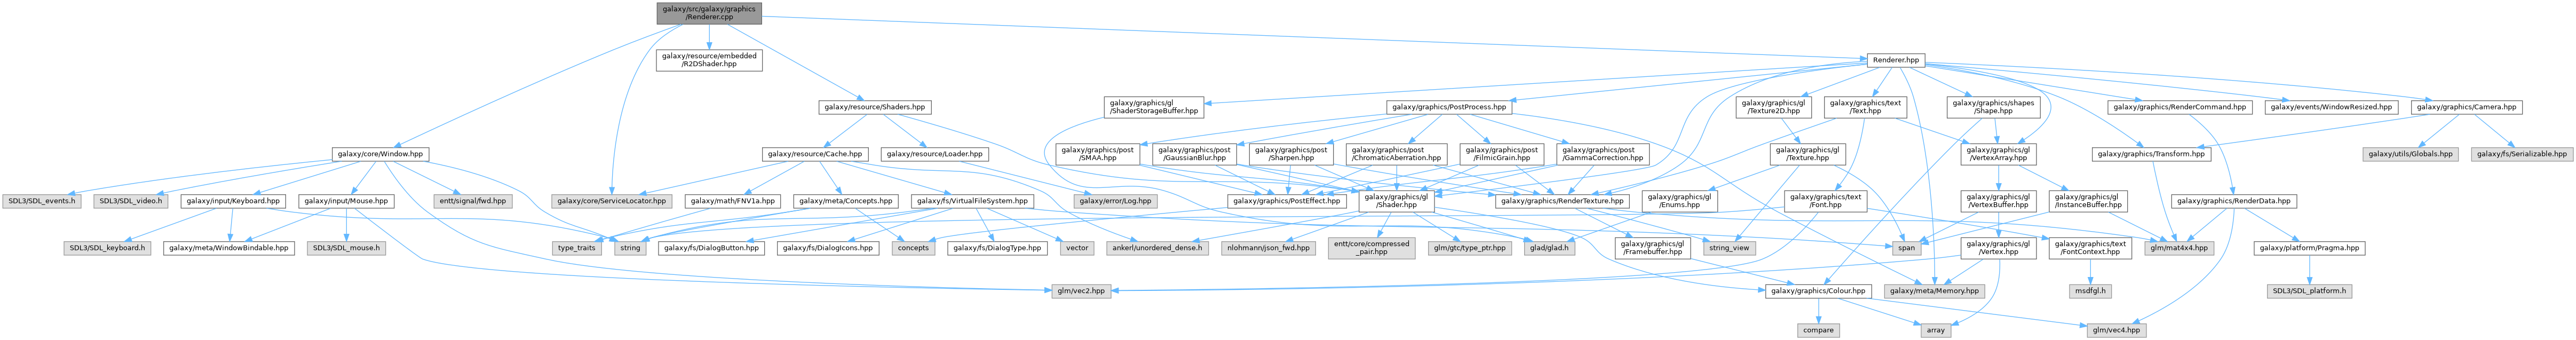 galaxy/src/galaxy/graphics
/Renderer.cpp
galaxy/resource/embedded
/R2DShader.hpp
Renderer.hpp
galaxy/resource/Shaders.hpp
galaxy/graphics/gl
/ShaderStorageBuffer.hpp
galaxy/graphics/PostProcess.hpp
galaxy/graphics/gl
/Texture2D.hpp
galaxy/graphics/text
/Text.hpp
galaxy/graphics/shapes
/Shape.hpp
galaxy/graphics/RenderCommand.hpp
galaxy/events/WindowResized.hpp
galaxy/graphics/Camera.hpp
galaxy/core/Window.hpp
galaxy/resource/Cache.hpp
galaxy/resource/Loader.hpp
galaxy/graphics/post
/SMAA.hpp
galaxy/graphics/post
/GaussianBlur.hpp
galaxy/graphics/post
/Sharpen.hpp
galaxy/graphics/post
/ChromaticAberration.hpp
galaxy/graphics/post
/FilmicGrain.hpp
galaxy/graphics/post
/GammaCorrection.hpp
galaxy/graphics/gl
/Texture.hpp
galaxy/graphics/gl
/VertexArray.hpp
galaxy/graphics/Transform.hpp
galaxy/utils/Globals.hpp
galaxy/fs/Serializable.hpp
SDL3/SDL_events.h
SDL3/SDL_video.h
galaxy/input/Keyboard.hpp
galaxy/input/Mouse.hpp
entt/signal/fwd.hpp
galaxy/core/ServiceLocator.hpp
galaxy/math/FNV1a.hpp
galaxy/meta/Concepts.hpp
galaxy/fs/VirtualFileSystem.hpp
galaxy/error/Log.hpp
galaxy/graphics/PostEffect.hpp
galaxy/graphics/gl
/Shader.hpp
galaxy/graphics/RenderTexture.hpp
galaxy/graphics/gl
/Enums.hpp
galaxy/graphics/text
/Font.hpp
galaxy/graphics/gl
/VertexBuffer.hpp
galaxy/graphics/gl
/InstanceBuffer.hpp
galaxy/graphics/RenderData.hpp
SDL3/SDL_keyboard.h
galaxy/meta/WindowBindable.hpp
SDL3/SDL_mouse.h
type_traits
string
galaxy/fs/DialogButton.hpp
galaxy/fs/DialogIcons.hpp
concepts
galaxy/fs/DialogType.hpp
vector
ankerl/unordered_dense.h
nlohmann/json_fwd.hpp
entt/core/compressed
_pair.hpp
glm/gtc/type_ptr.hpp
glad/glad.h
galaxy/graphics/gl
/Framebuffer.hpp
string_view
span
galaxy/graphics/gl
/Vertex.hpp
galaxy/graphics/text
/FontContext.hpp
glm/mat4x4.hpp
galaxy/platform/Pragma.hpp
glm/vec2.hpp
galaxy/graphics/Colour.hpp
galaxy/meta/Memory.hpp
msdfgl.h
SDL3/SDL_platform.h
compare
array
glm/vec4.hpp